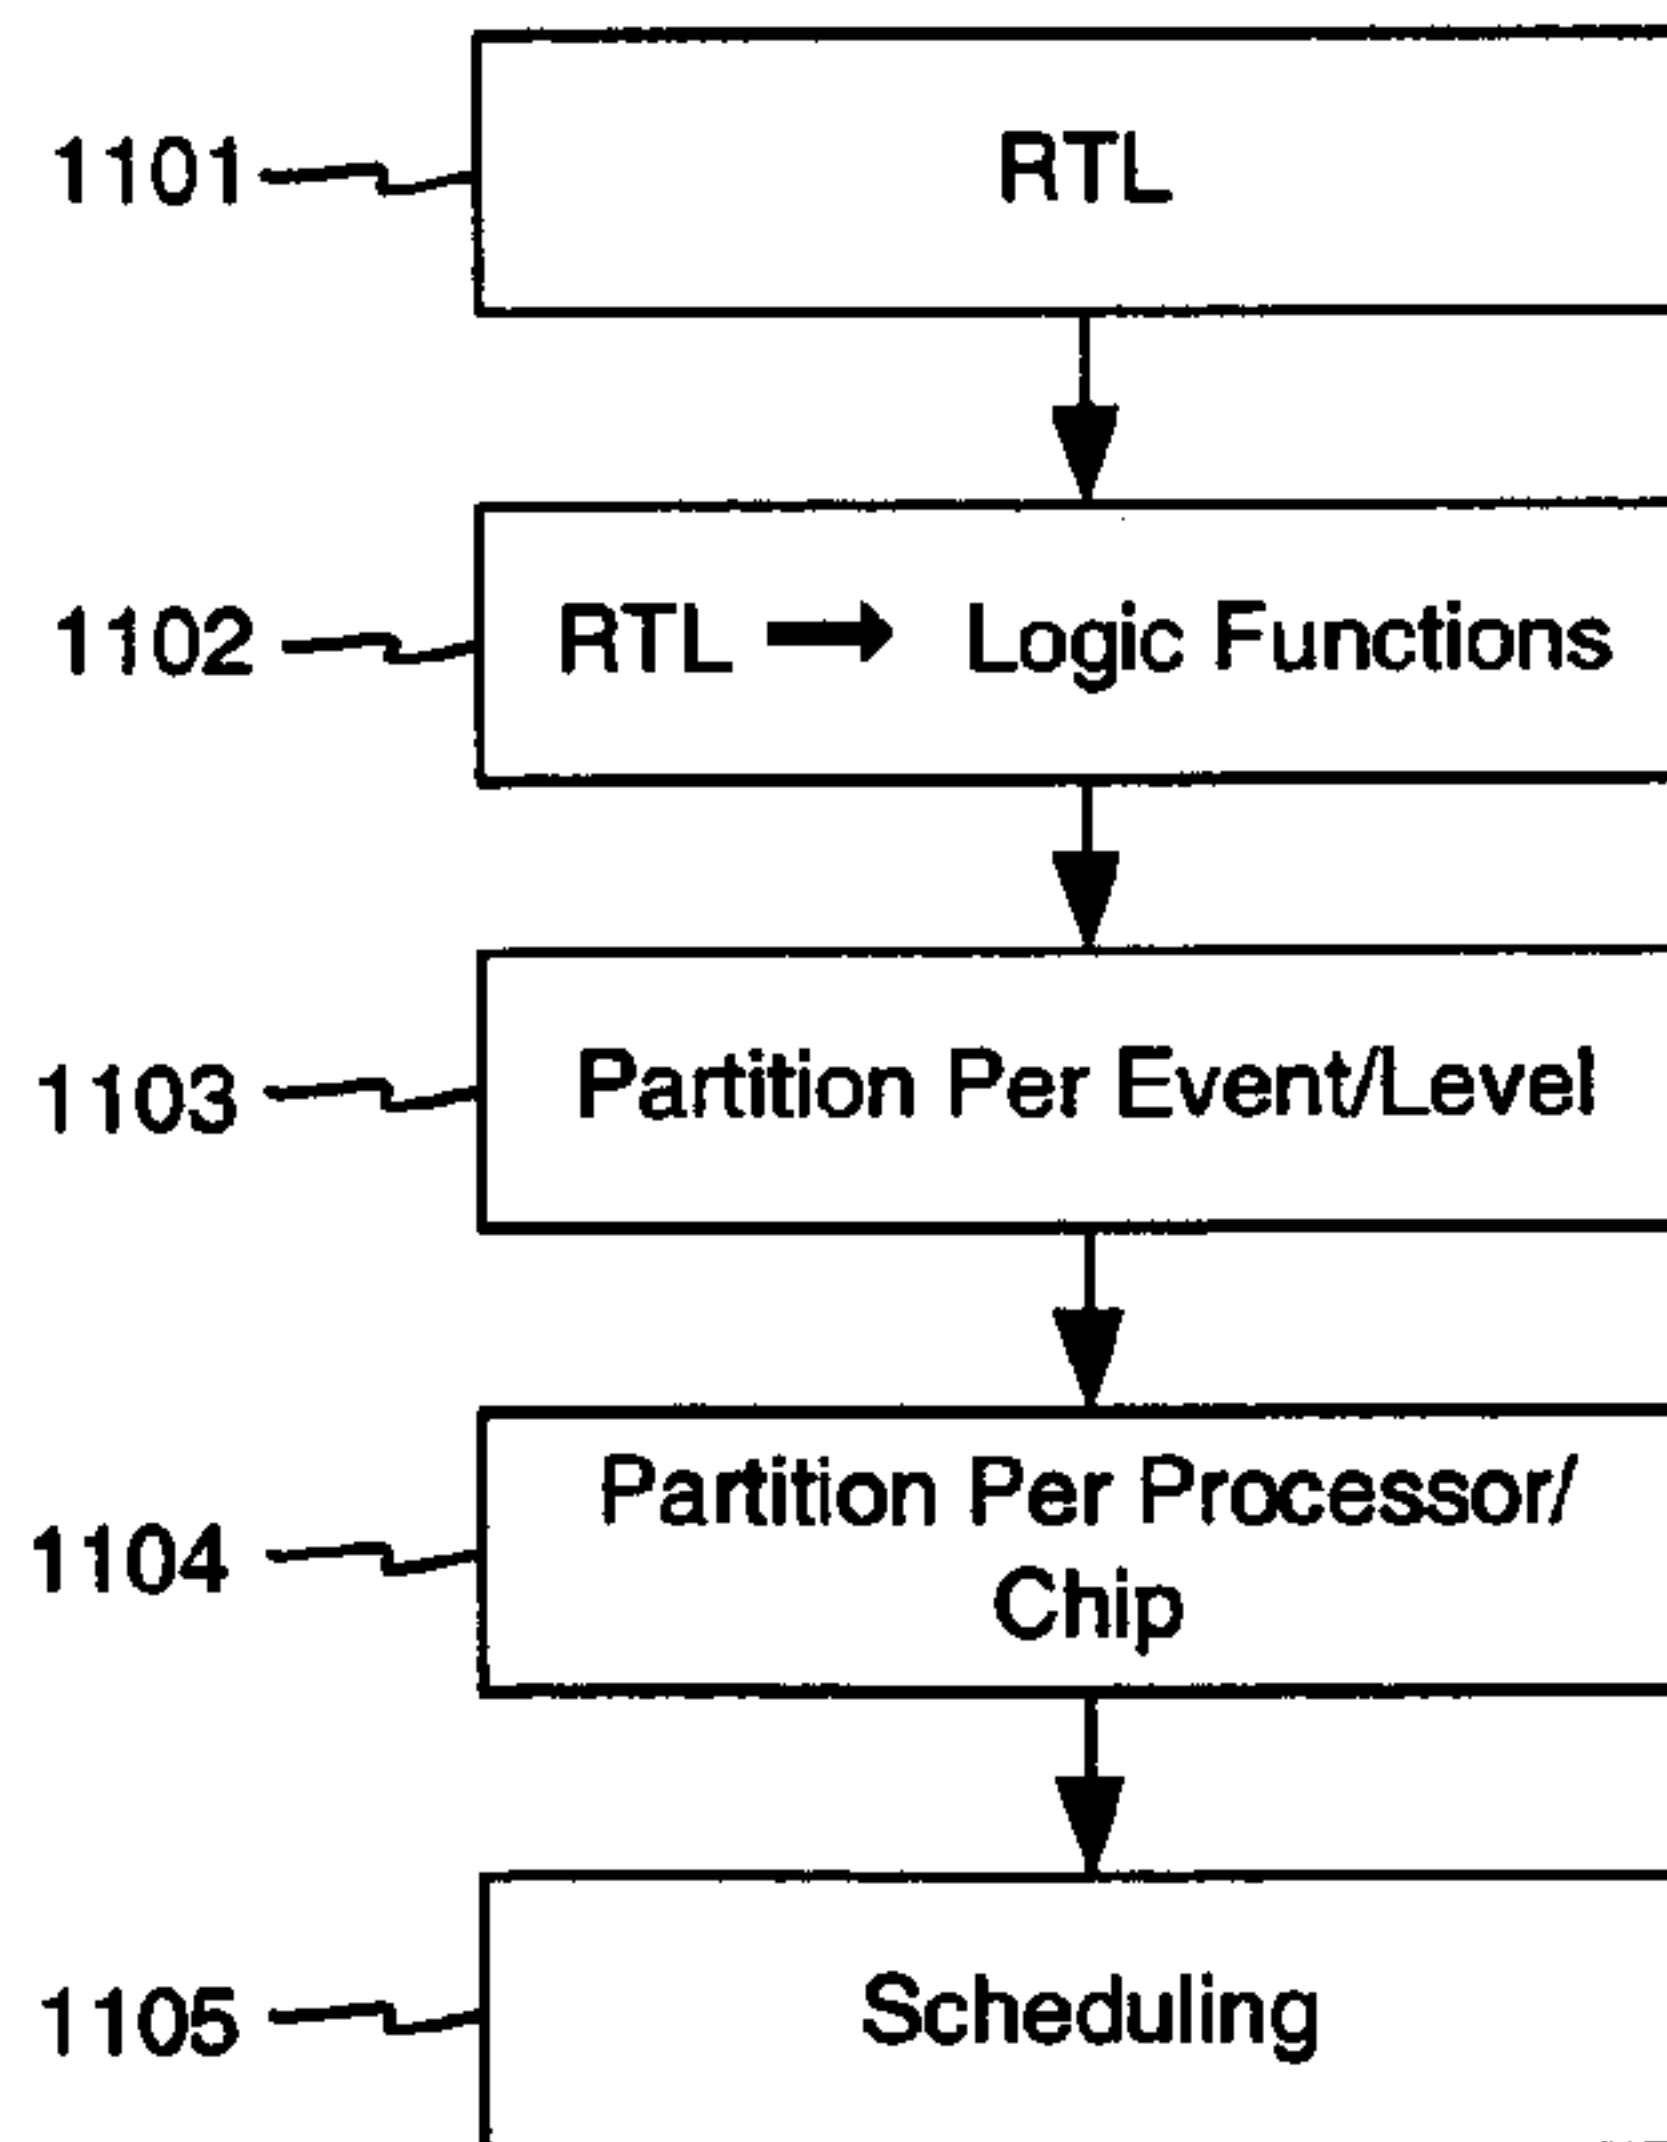 1101
RTL
1102
RTL → Logic Functions
1103
Partition Per Event/Level
1104
Partition Per Processor/
Chip
1105
Scheduling